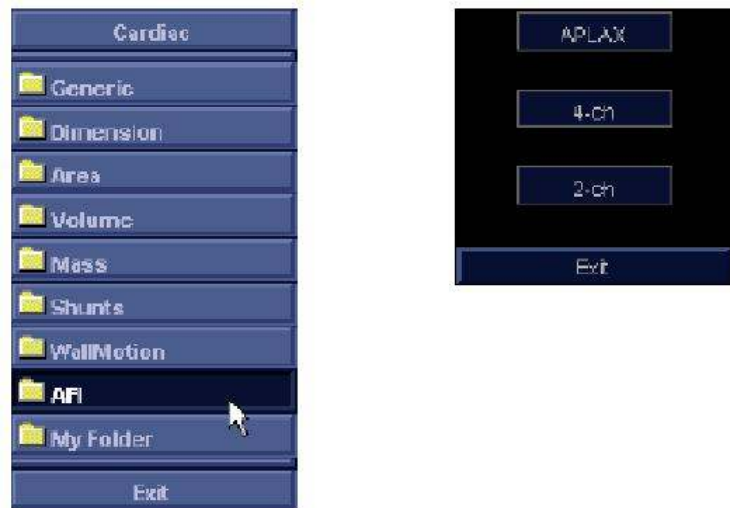 Cardiac
Generic
Dimension
Area
Volume
Mass
Shunts
WallMotion
AFI
My Folder
Exit
APLAX
4-ch
2-ch
Exit